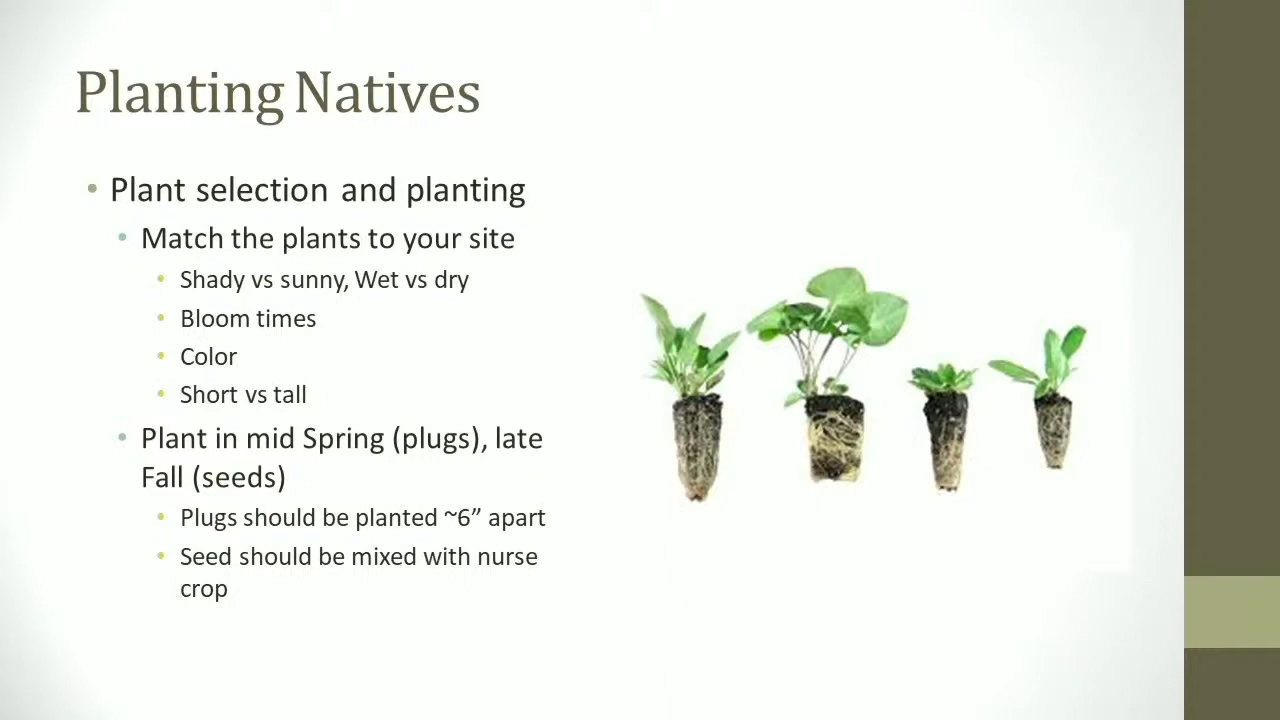 Planting Natives
• Plant selection and planting
• Match the plants to your site
• Shady vs sunny, Wet vs dry
• Bloom times
• Color
• Short vs tall
• Plant in mid Spring (plugs), late
Fall (seeds)
• Plugs should be planted ~6” apart
• Seed should be mixed with nurse
crop